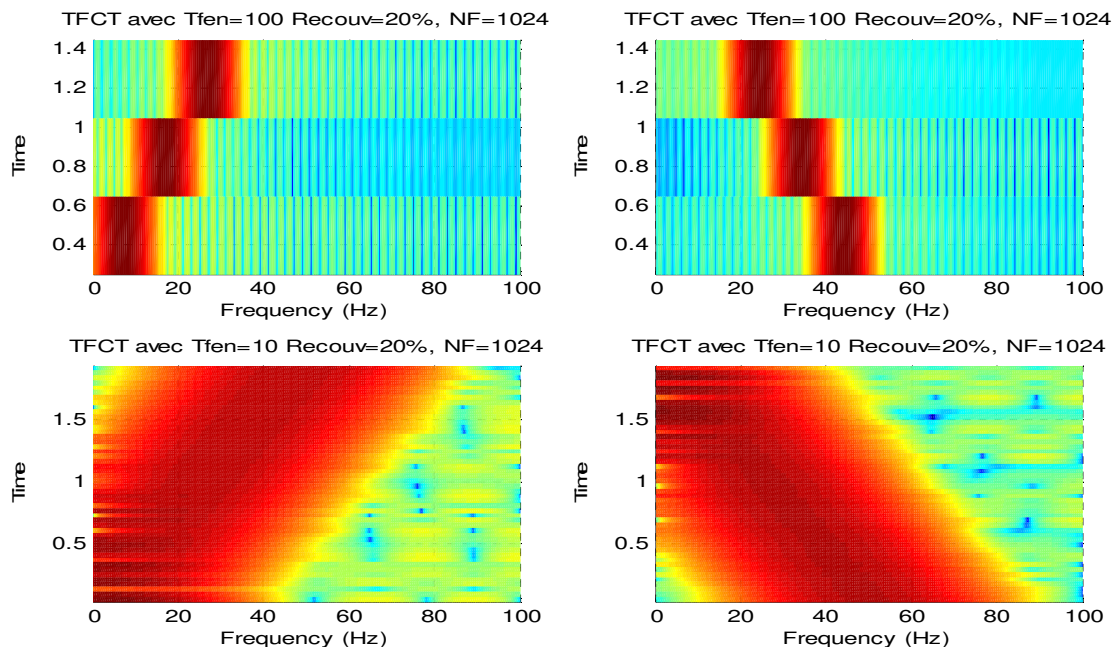 TFCT avec Tfen=100 Recouv=20%, NF=1024
1.4
1.2
1
0.8
0.6
0.4
Time
0 20 40 60 80 100
Frequency (Hz)
TFCT avec Tfen=100 Recouv=20%, NF=1024
1.4
1.2
1
0.8
0.6
0.4
Time
0 20 40 60 80 100
Frequency (Hz)
TFCT avec Tfen=10 Recouv=20%, NF=1024
1.5
1
0.5
Time
0 20 40 60 80 100
Frequency (Hz)
TFCT avec Tfen=10 Recouv=20%, NF=1024
1.5
1
0.5
Time
0 20 40 60 80 100
Frequency (Hz)